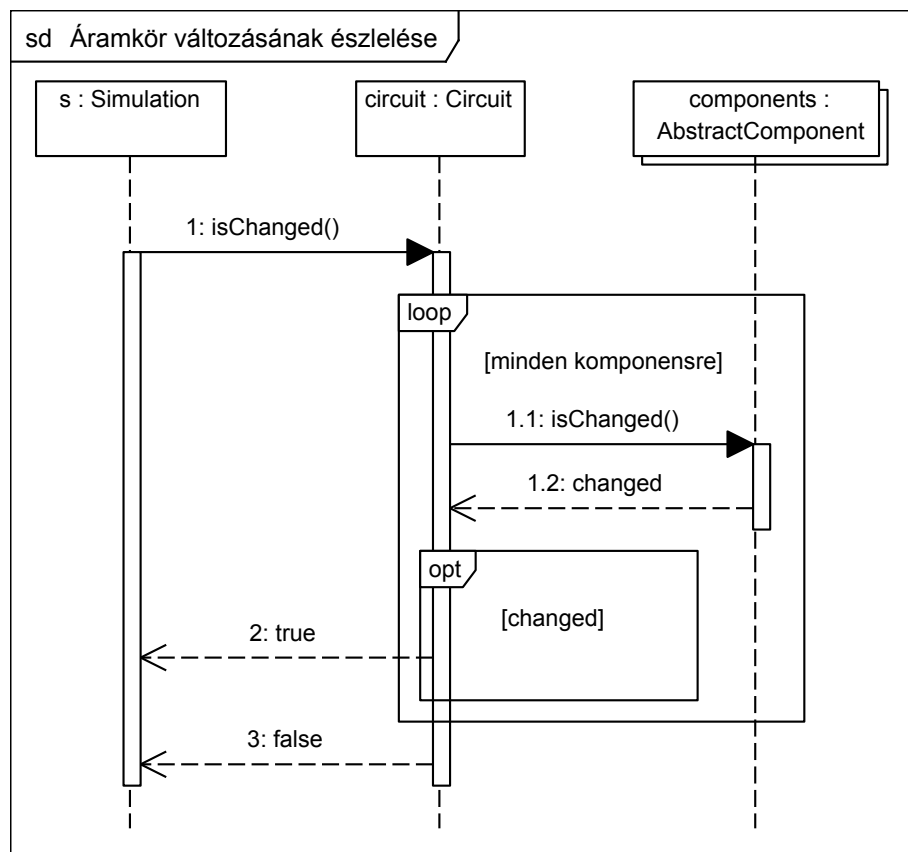 sd Áramkör változásának észlelése
s : Simulation
circuit : Circuit
components :
AbstractComponent
1: isChanged()
loop
[minden komponensre]
1.1: isChanged()
1.2: changed
opt
[changed]
2: true
3: false